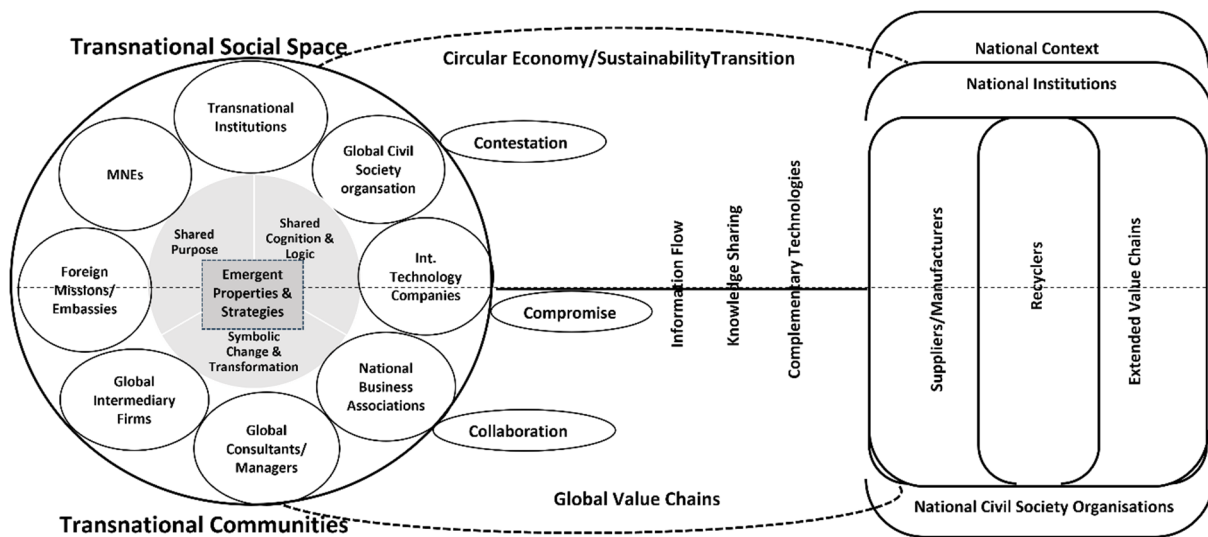 Transnational Social Space
Transnational
Institutions
MNEs
Global Civil
Society
organsation
Shared
Purpose
Shared
Cognition &
Logic
Foreign
Missions/
Embassies
Emergent
Properties &
Strategies
Int.
Technology
Companies
Symbolic
Change &
Transformation
Global
Intermediary
Firms
National
Business
Associations
Global
Consultants/
Managers
Transnational Communities
Circular Economy/SustainabilityTransition
Contestation
Compromise
Collaboration
Information Flow
Knowledge Sharing
Complementary Technologies
Global Value Chains
National Context
National Institutions
Suppliers/Manufacturers
Recyclers
Extended Value Chains
National Civil Society Organisations